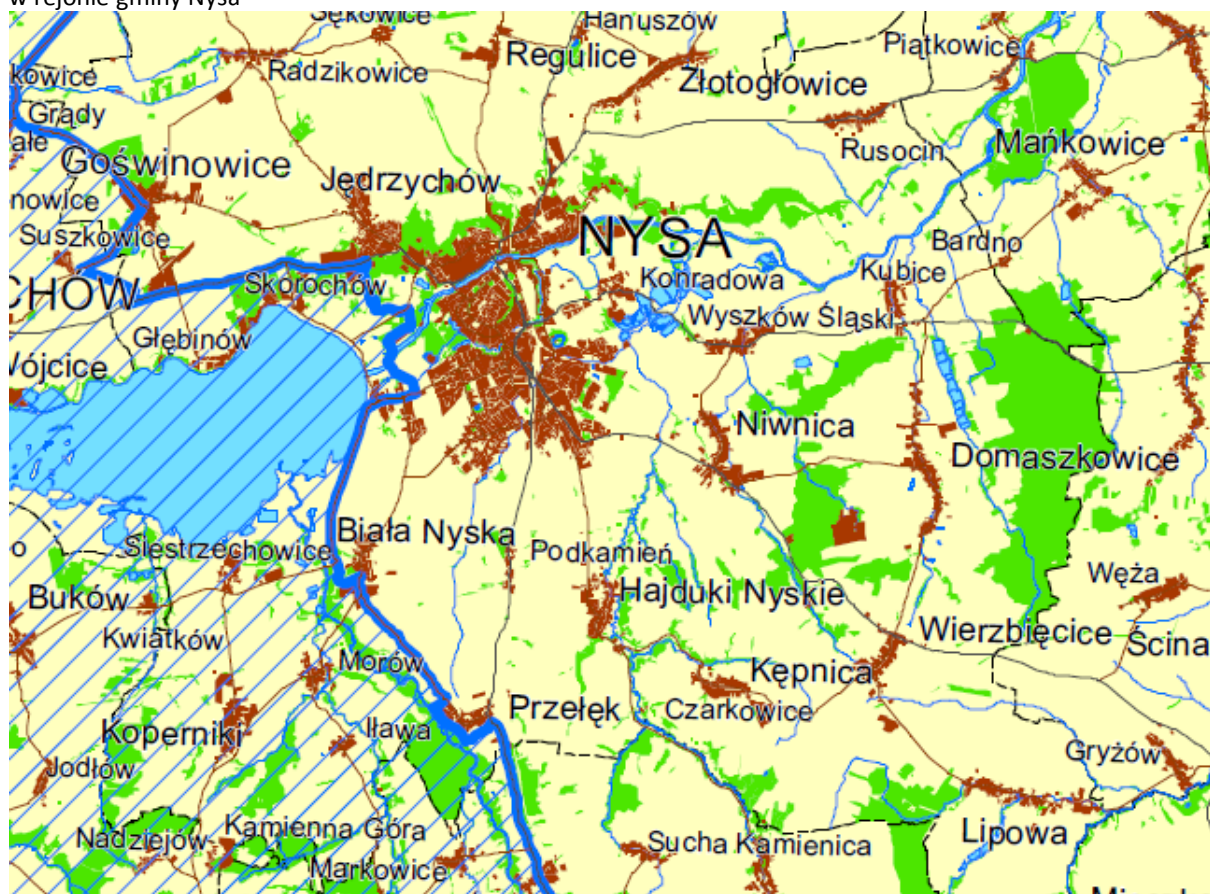 w rejonie gminy Nysa
Sękowice
Hanuszów
Regulice
Piątkowice
kowice
Radzikowice
Złotogłowice
Grądy
ałe
Goświnowice
Jędrzychów
Rusocin
Mańkowice
nowice
Suszkowice
NYSA
Bardno
CHÓW
Skorochów
Konradowa
Kubice
Głębinów
Wyszków Śląski
Wójcice
Niwnica
Domaszkowice
Biała Nyska
o
Siestrzechowice
Podkamień
Węża
Buków
Hajduki Nyskie
Kwiatków
Wierzbięcice
Ścina
Morów
Kępnica
Przełęk
Czarkowice
Koperniki
Iława
Gryżów
Jodłów
Nadziejów
Kamienna Góra
Lipowa
Markowice
Sucha Kamienica